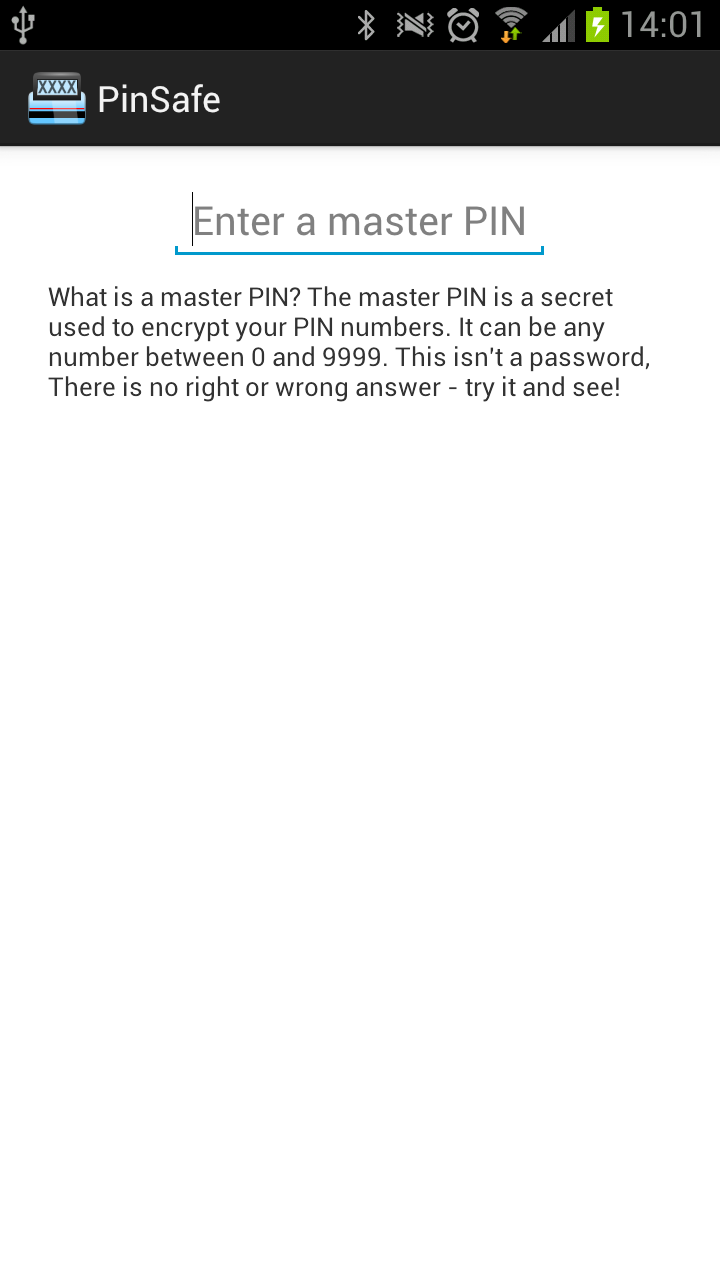 14:01
XXXX
PinSafe
Enter a master PIN
What is a master PIN? The master PIN is a secret
used to encrypt your PIN numbers. It can be any
number between 0 and 9999. This isn't a password,
There is no right or wrong answer - try it and see!